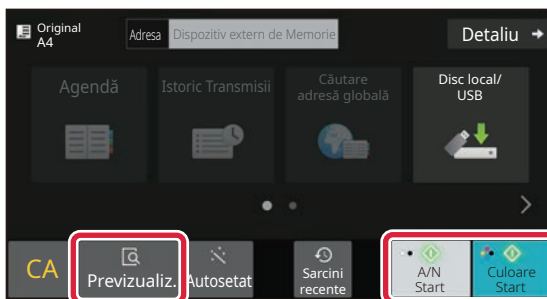 Original
A4
Adresa
Dispozitiv extern de Memorie
Detaliu
Agendă
Istoric Transmisii
Căutare
adresă globală
Disc local/
USB
CA
Previzualiz.
Autosetat
Sarcini
recente
A/N
Start
Culoare
Start